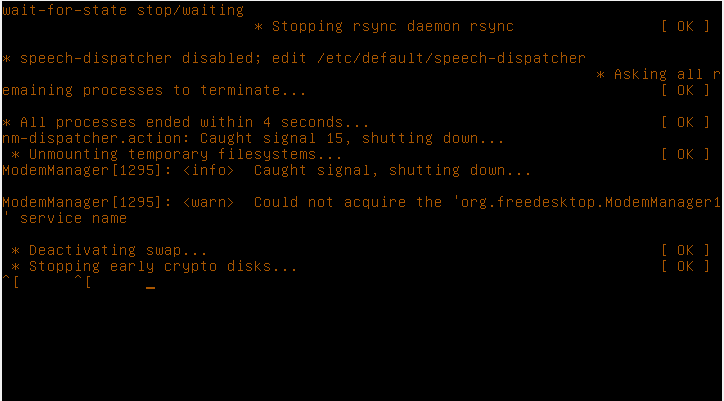 wait-for-state stop/waiting
* Stopping rsync daemon rsync [ OK ]
* speech-dispatcher disabled; edit /etc/default/speech-dispatcher
* Asking all r
emaining processes to terminate... [ OK ]
* All processes ended within 4 seconds... [ OK ]
nm-dispatcher.action: Caught signal 15, shutting down...
* Unmounting temporary filesystems... [ OK ]
ModemManager[1295]: <info>  Caught signal, shutting down...
ModemManager[1295]: <warn>  Could not acquire the 'org.freedesktop.ModemManager1
' service name
* Deactivating swap... [ OK ]
* Stopping early crypto disks... [ OK ]
^[ ^[ _